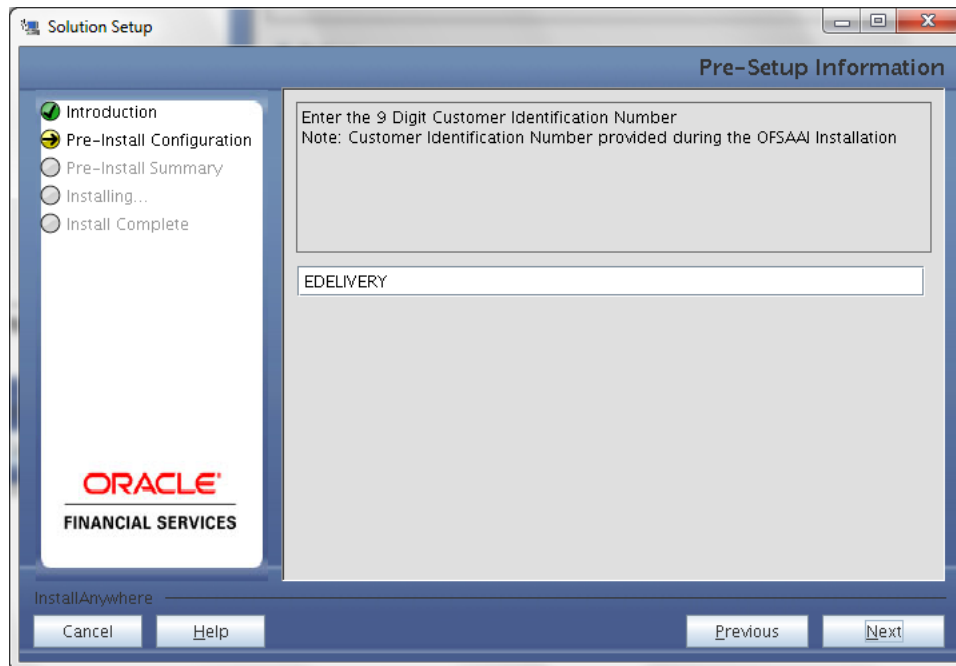 Solution Setup
Pre-Setup Information
Introduction
Pre-Install Configuration
Pre-Install Summary
Installing...
Install Complete
Enter the 9 Digit Customer Identification Number
Note: Customer Identification Number provided during the OFSAAI Installation
EDELIVERY
ORACLE
FINANCIAL SERVICES
InstallAnywhere
Cancel
Help
Previous
Next